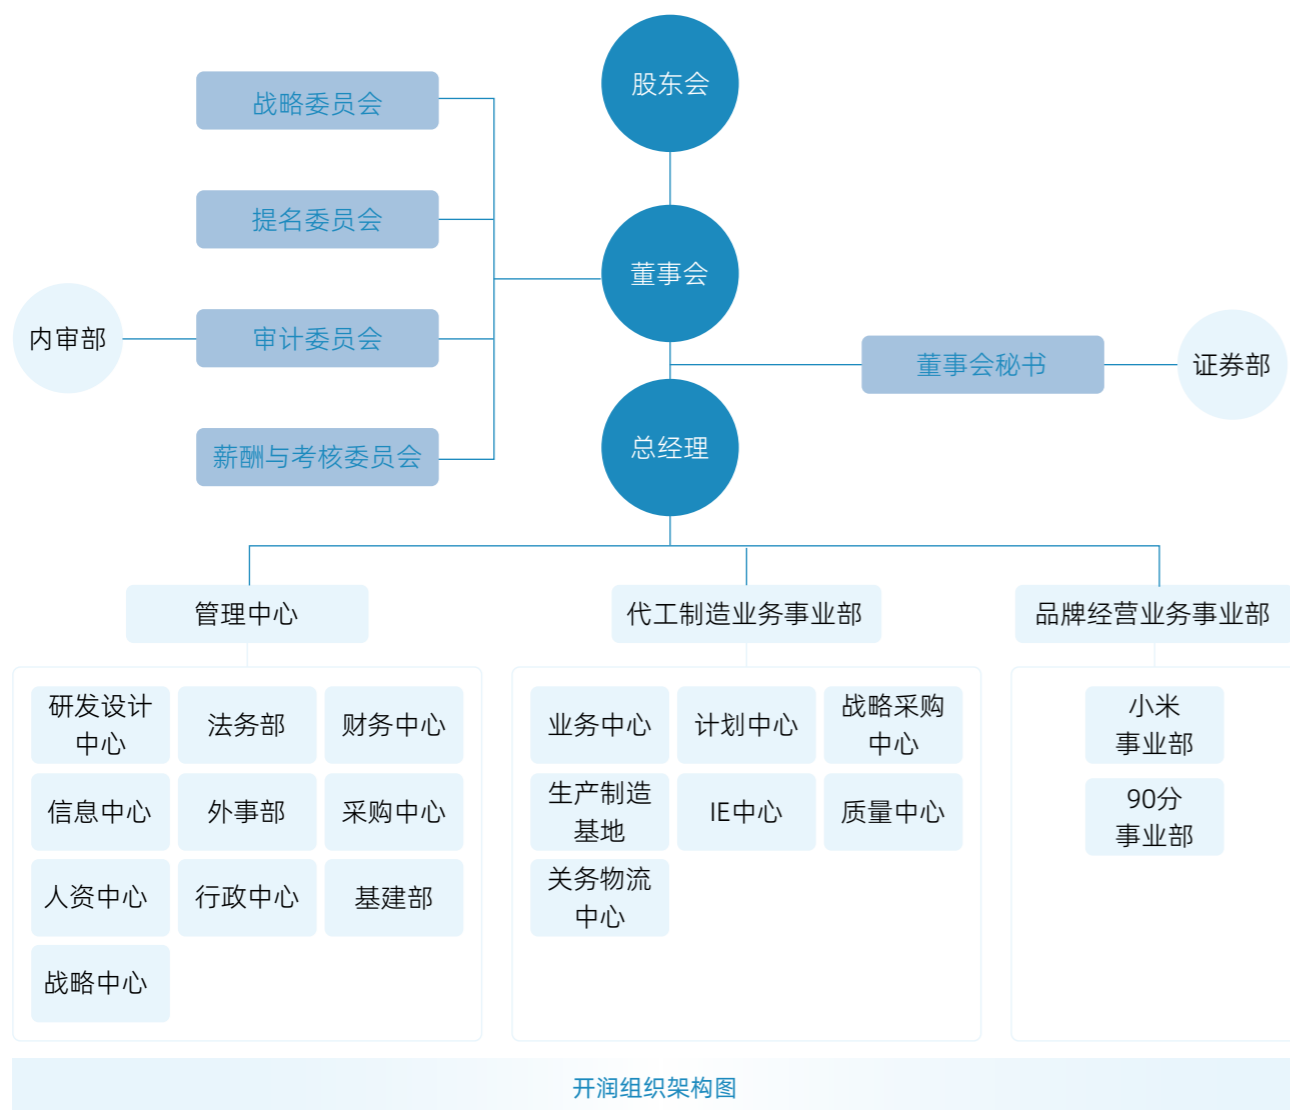 股东会
战略委员会
提名委员会
董事会
内审部
审计委员会
董事会秘书
证券部
薪酬与考核委员会
总经理
管理中心
代工制造业务事业部
品牌经营业务事业部
研发设计
中心
法务部
财务中心
信息中心
外事部
采购中心
人资中心
行政中心
基建部
战略中心
业务中心
计划中心
战略采购
中心
生产制造
基地
IE中心
质量中心
关务物流
中心
小米
事业部
90分
事业部
开润组织架构图